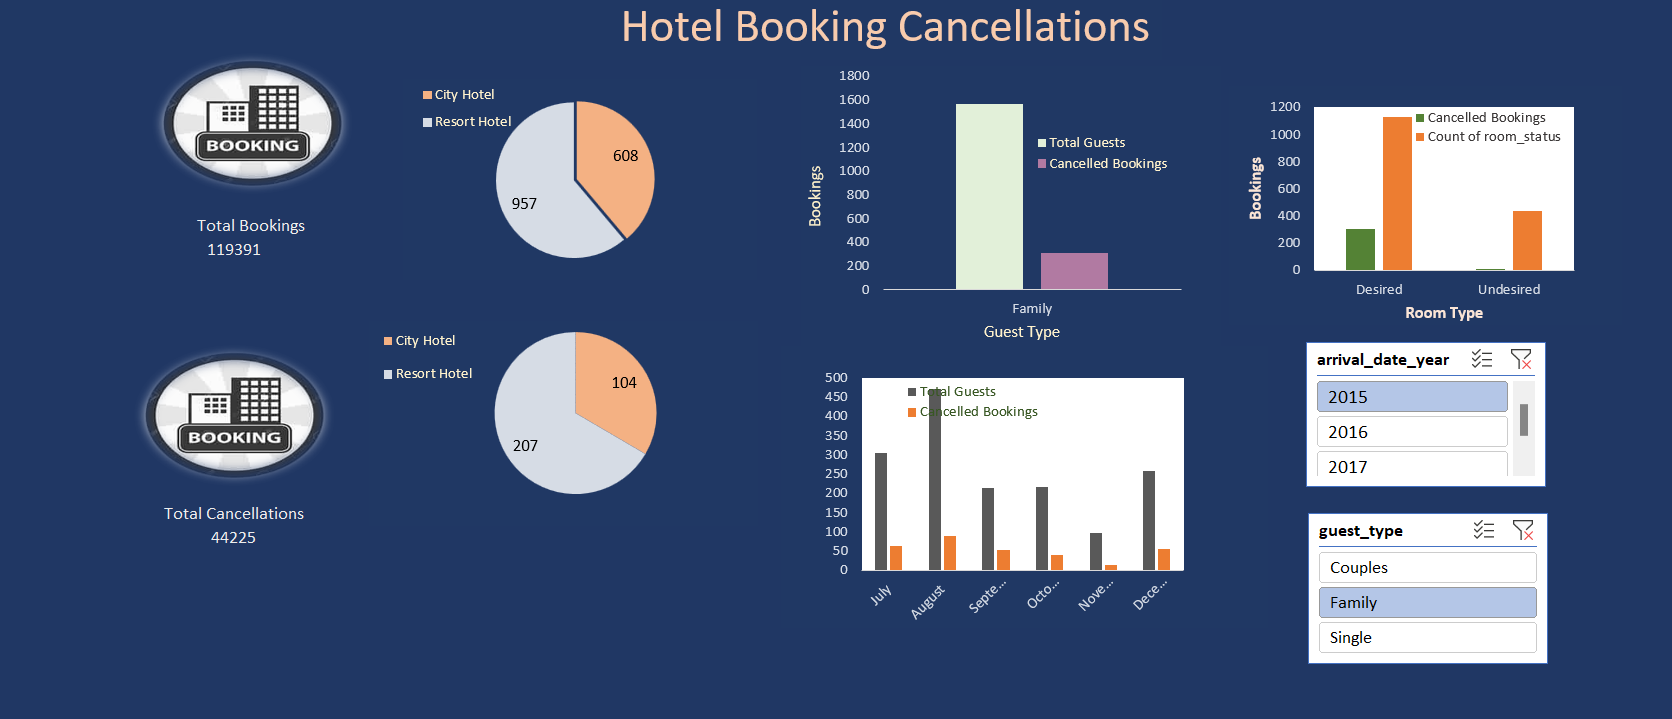 Hotel Booking Cancellations
BOOKING
Total Bookings
119391
City Hotel
Resort Hotel
608
957
1800
1600
1400
1200
1000
800
600
400
200
0
Bookings
Total Guests
Cancelled Bookings
Family
Guest Type
1200
1000
800
600
400
200
0
Bookings
Cancelled Bookings
Count of room_status
Desired
Undesired
Room Type
BOOKING
Total Cancellations
44225
City Hotel
Resort Hotel
104
207
500
450
400
350
300
250
200
150
100
50
0
Total Guests
Cancelled Bookings
July
August
Septe...
Octo...
Nove...
Dece...
arrival_date_year
2015
2016
2017
guest_type
Couples
Family
Single